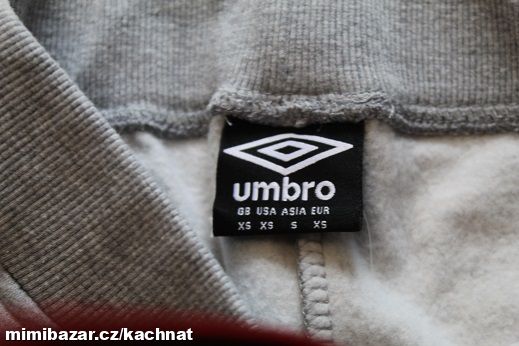 umbro
GB USA ASIA EUR
XS XS S XS
mimibazar.cz/kachnat